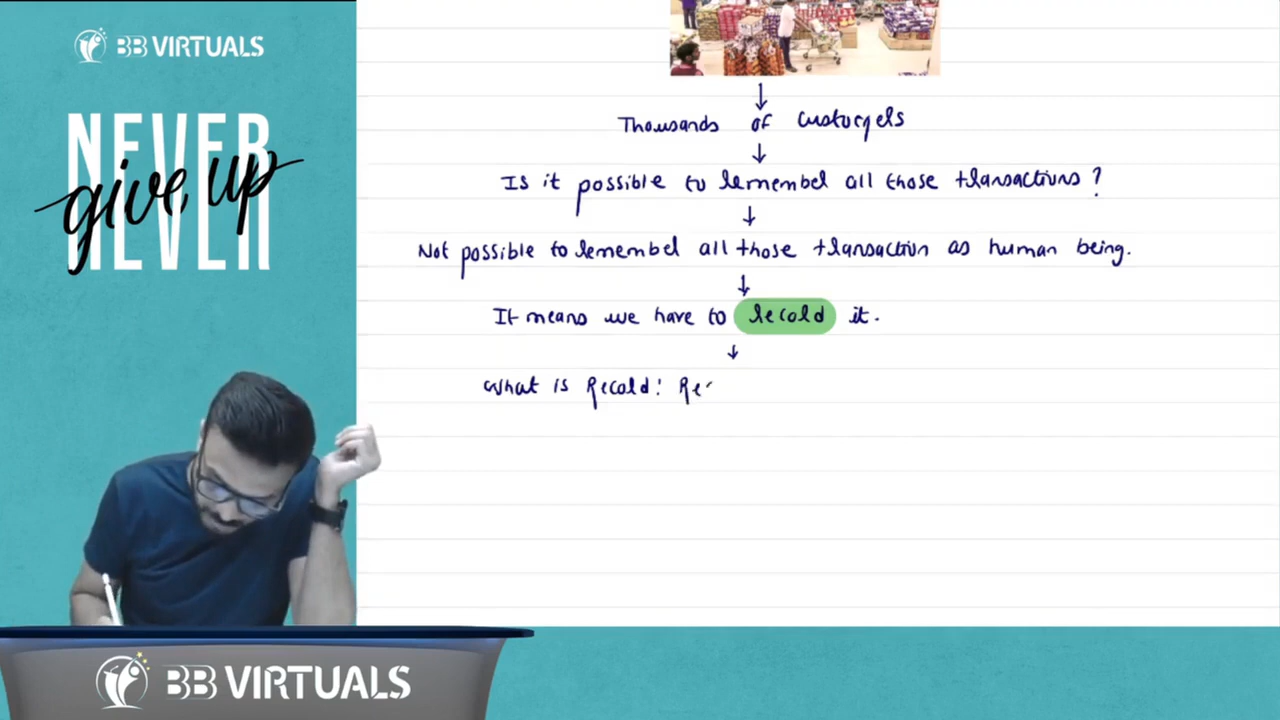 BB VIRTUALS
NEVER
give up
NEVER
Thousands of customers
Is it possible to remember all those transactions?
Not possible to remember all those transaction as human being.
It means we have to record it.
What is Record: Re
BB VIRTUALS